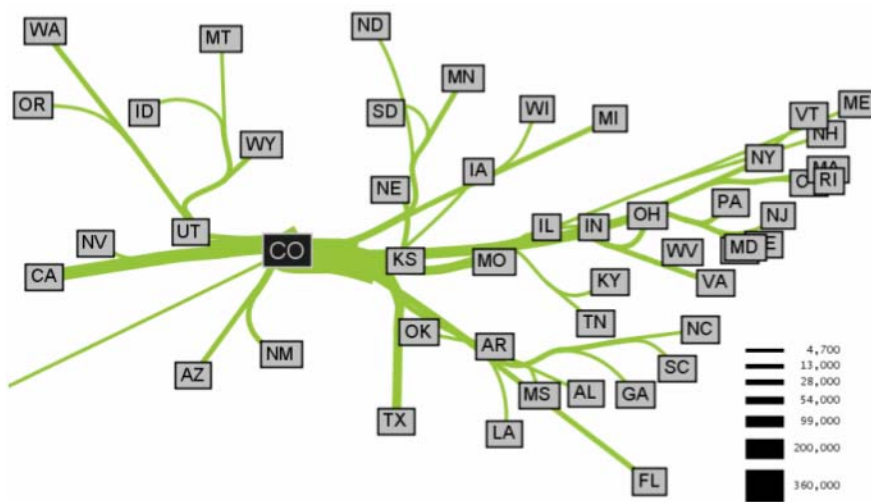 WA
MT
ND
MN
OR
ID
SD
WI
MI
VT
ME
NH
WY
IA
NY
MA
RI
NE
UT
NV
CA
CO
KS
MO
IL
IN
OH
PA
NJ
MD
WV
VA
KY
TN
AZ
NM
OK
AR
NC
SC
TX
LA
MS
AL
GA
FL
4,700
13,000
28,000
54,000
99,000
200,000
360,000